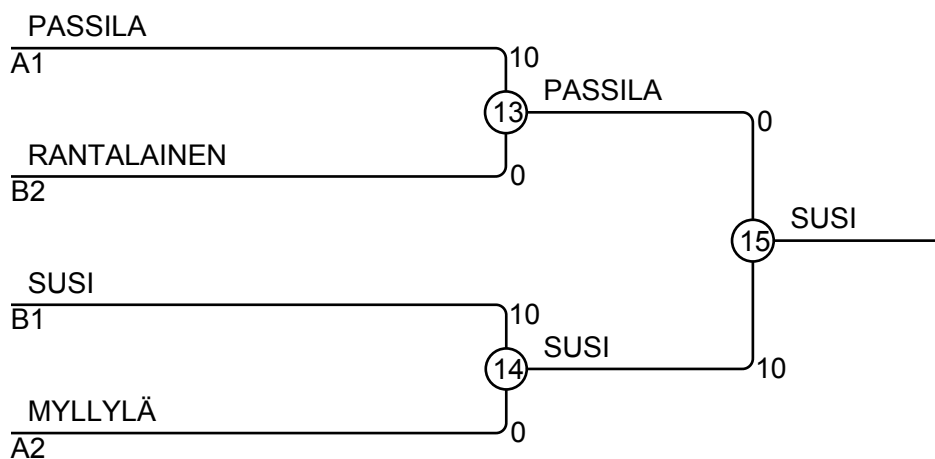 PASSILA
A1
10
13
PASSILA
0
RANTALAINEN
B2
0
15
SUSI
SUSI
B1
10
14
SUSI
10
MYLLYLÄ
A2
0